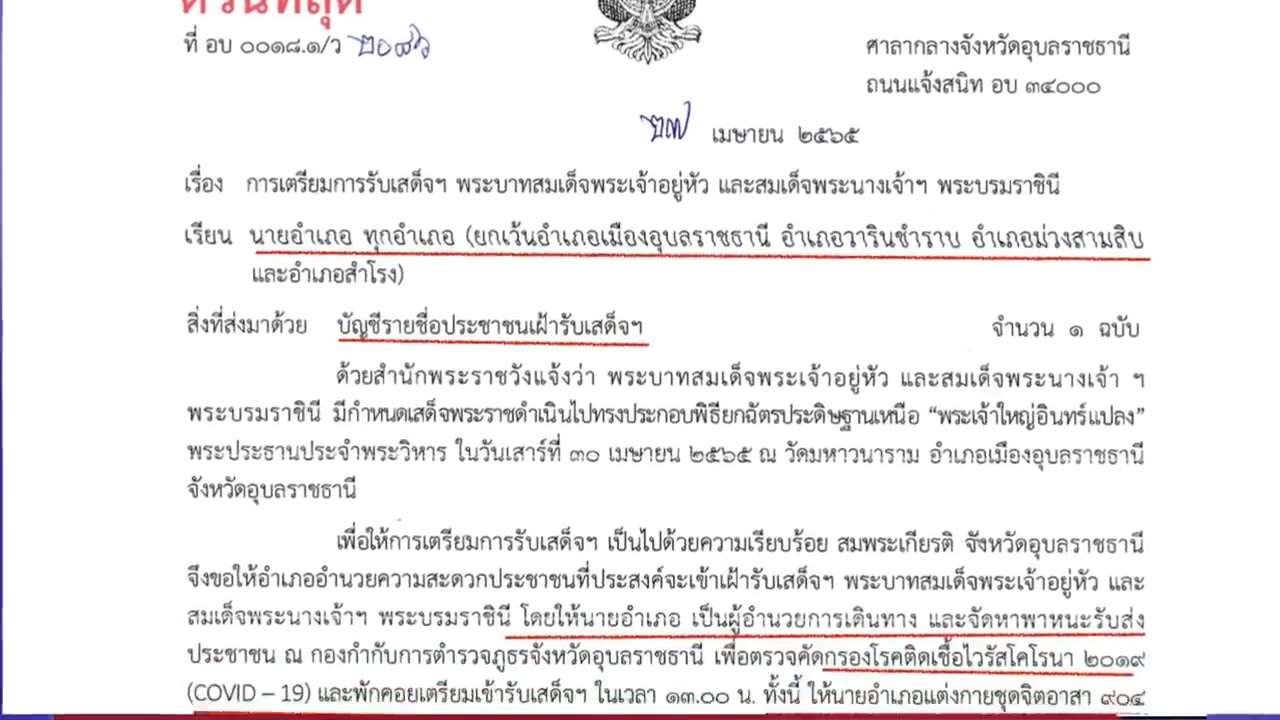 ด่วนที่สุด
ที่ อบ ๐๐๑๘.๑/ว ๒๐๙๖
ศาลากลางจังหวัดอุบลราชธานี
ถนนแจ้งสนิท อบ ๓๔๐๐๐
๒๗ เมษายน ๒๕๖๕
เรื่อง การเตรียมการรับเสด็จฯ พระบาทสมเด็จพระเจ้าอยู่หัว และสมเด็จพระนางเจ้าฯ พระบรมราชินี
เรียน นายอำเภอ ทุกอำเภอ (ยกเว้นอำเภอเมืองอุบลราชธานี อำเภอวารินชำราบ อำเภอม่วงสามสิบ
และอำเภอสำโรง)
สิ่งที่ส่งมาด้วย บัญชีรายชื่อประชาชนเฝ้ารับเสด็จฯ จำนวน ๑ ฉบับ
ด้วยสำนักพระราชวังแจ้งว่า พระบาทสมเด็จพระเจ้าอยู่หัว และสมเด็จพระนางเจ้า ฯ
พระบรมราชินี มีกำหนดเสด็จพระราชดำเนินไปทรงประกอบพิธียกฉัตรประดิษฐานเหนือ “พระเจ้าใหญ่อินทร์แปลง”
พระประธานประจำพระวิหาร ในวันเสาร์ที่ ๓๐ เมษายน ๒๕๖๕ ณ วัดมหาวนาราม อำเภอเมืองอุบลราชธานี
จังหวัดอุบลราชธานี
เพื่อให้การเตรียมการรับเสด็จฯ เป็นไปด้วยความเรียบร้อย สมพระเกียรติ จังหวัดอุบลราชธานี
จึงขอให้อำเภออำนวยความสะดวกประชาชนที่ประสงค์จะเข้าเฝ้ารับเสด็จฯ พระบาทสมเด็จพระเจ้าอยู่หัว และ
สมเด็จพระนางเจ้าฯ พระบรมราชินี โดยให้นายอำเภอ เป็นผู้อำนวยการเดินทาง และจัดหาพาหนะรับส่ง
ประชาชน ณ กองกำกับการตำรวจภูธรจังหวัดอุบลราชธานี เพื่อตรวจคัดกรองโรคติดเชื้อไวรัสโคโรนา ๒๐๑๙
(COVID – 19) และพักคอยเตรียมเข้ารับเสด็จฯ ในเวลา ๑๓.๐๐ น. ทั้งนี้ ให้นายอำเภอแต่งกายชุดจิตอาสา ๙๐๔